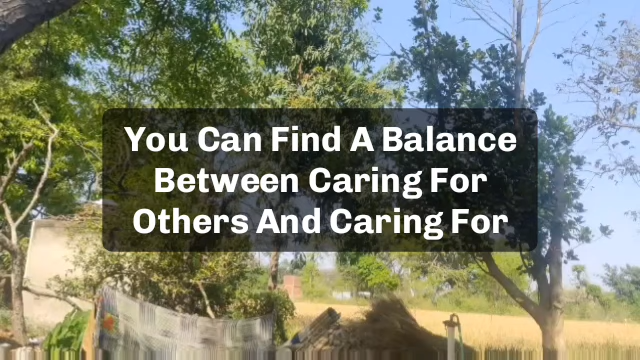 You Can Find A Balance
Between Caring For
Others And Caring For